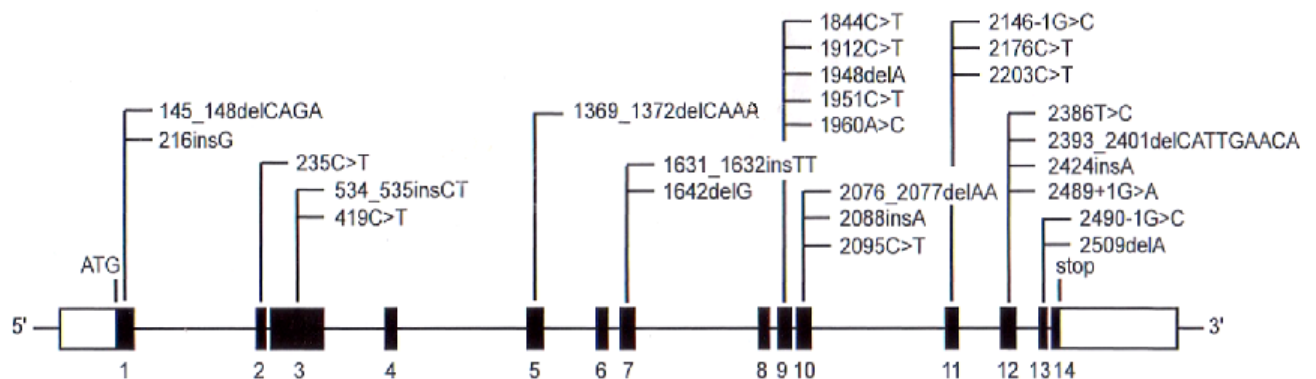 1844C>T
1912C>T
1948delA
1951C>T
1960A>C
2146-1G>C
2176C>T
2203C>T
145_148delCAGA
216insG
1369_1372delCAAA
2386T>C
2393_2401delCATTGAACA
2424insA
2489+1G>A
235C>T
534_535insCT
419C>T
1631_1632insTT
1642delG
2076_2077delAA
2088insA
2095C>T
2490-1G>C
2509delA
ATG
stop
5'
3'
1 2 3 4 5 6 7 8 9 10 11 12 13 14